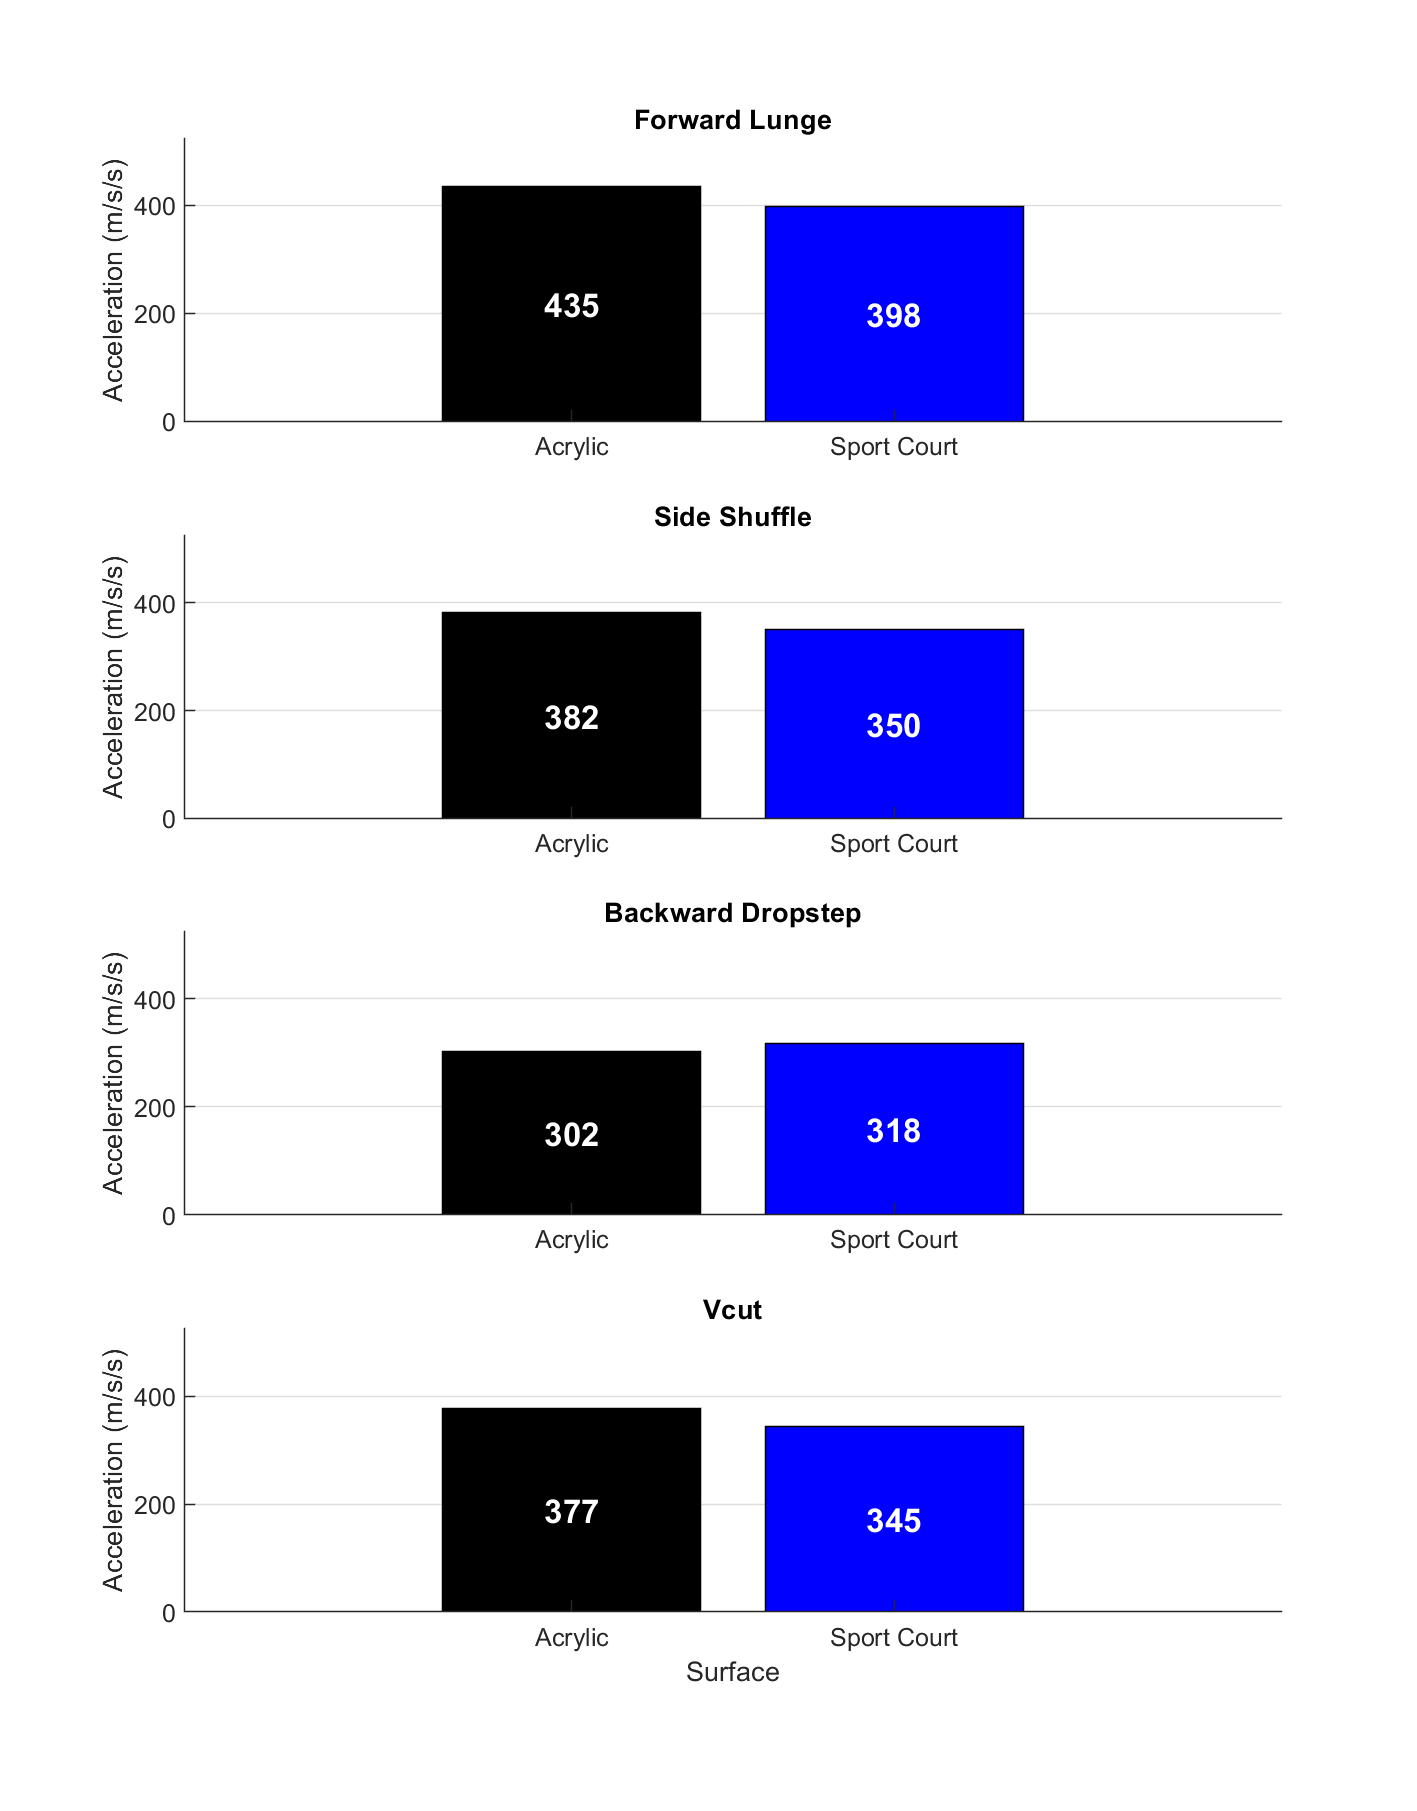 Forward Lunge
Acceleration (m/s/s)
400
200
0
435
398
Acrylic
Sport Court
Side Shuffle
Acceleration (m/s/s)
400
200
0
382
350
Acrylic
Sport Court
Backward Dropstep
Acceleration (m/s/s)
400
200
0
302
318
Acrylic
Sport Court
Vcut
Acceleration (m/s/s)
400
200
0
377
345
Acrylic
Sport Court
Surface